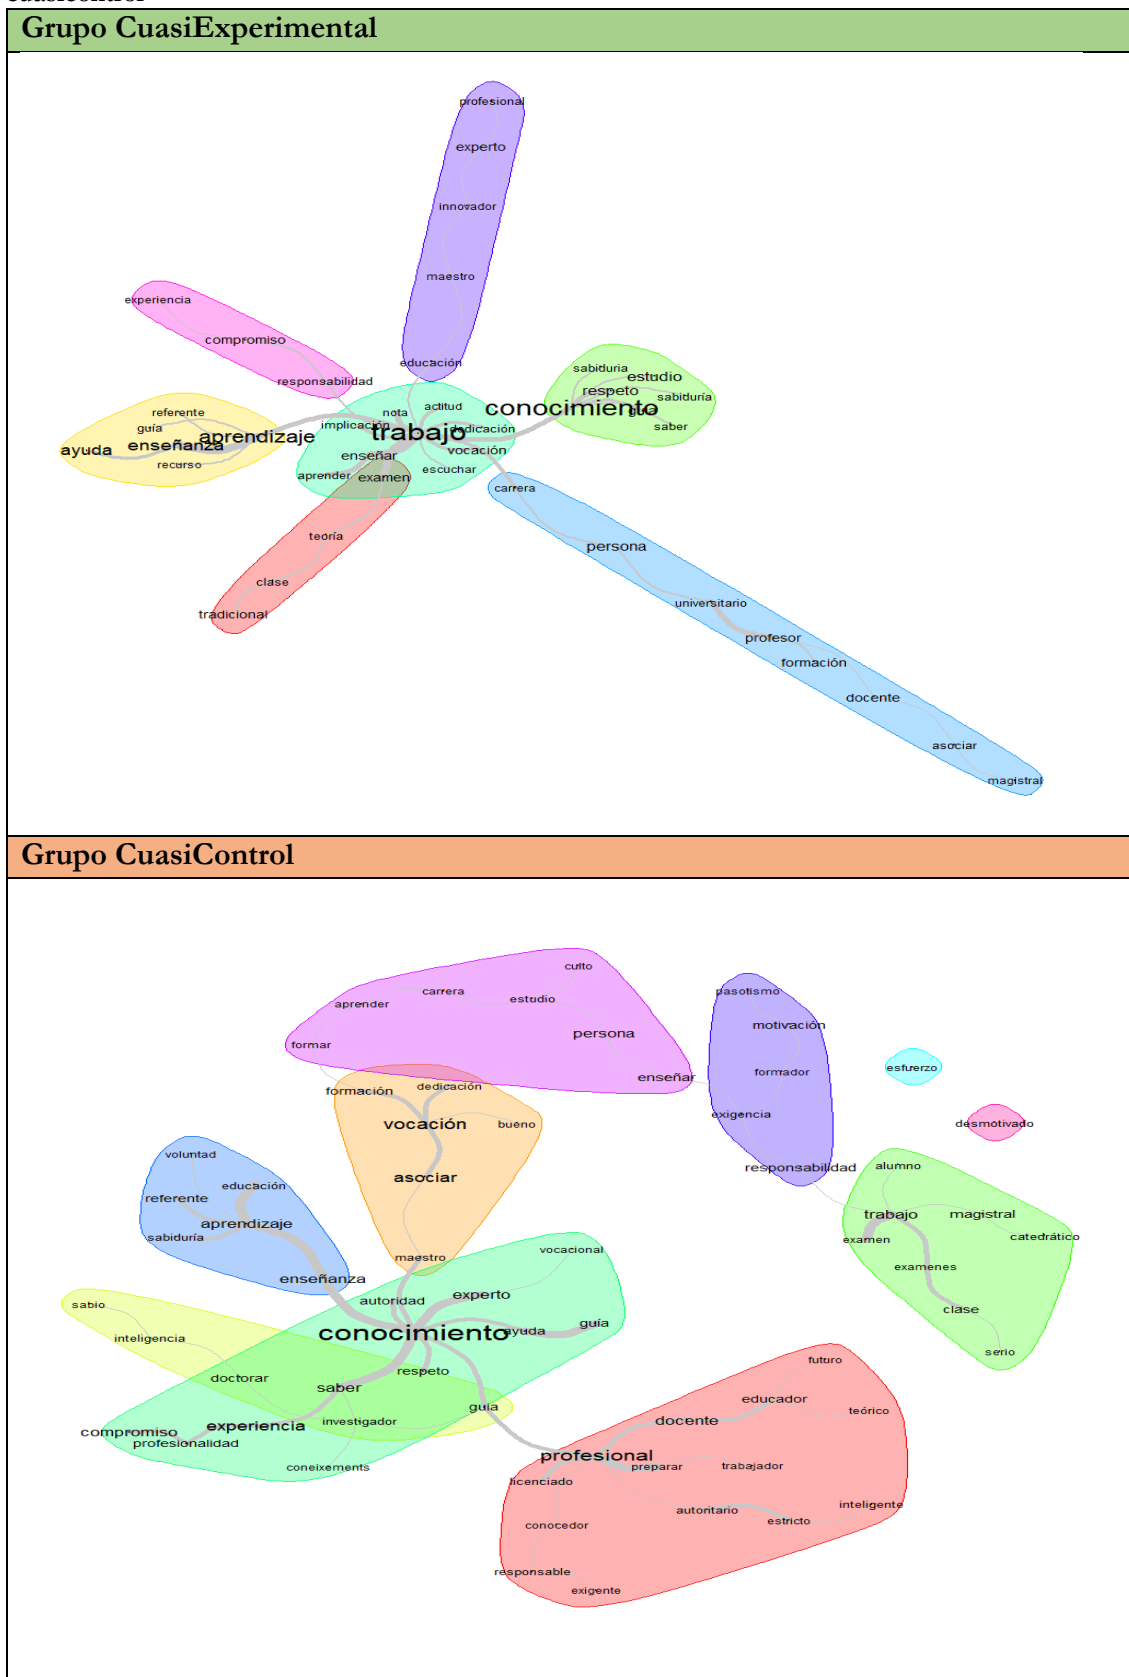 Grupo CuasiExperimental
profesional
experto
innovador
maestro
educación
experiencia
compromiso
responsabilidad
sabiduria
estudio
respeto
sabiduría
conocimiento
guia
saber
referente
guía
aprendizaje
enseñanza
ayuda
recurso
nota
actitud
implicación
trabajo
dedicación
vocación
enseñar
escuchar
aprender
examen
teoría
clase
tradicional
carrera
persona
universitario
profesor
formación
docente
asociar
magistral
Grupo CuasiControl
culto
carrera
estudio
aprender
persona
formar
enseñar
pasotismo
motivación
formador
exigencia
responsabilidad
esfuerzo
desmotivado
formación
dedicación
vocación
bueno
asociar
maestro
voluntad
educación
referente
aprendizaje
sabiduría
enseñanza
alumno
trabajo
magistral
examen
catedrático
examenes
clase
serio
vocacional
autoridad
experto
conocimiento
ayuda
guía
sabio
inteligencia
doctorar
respeto
saber
guia
investigador
experiencia
compromiso
profesionalidad
coneixements
futuro
educador
teórico
docente
profesional
preparar
trabajador
licenciado
autoritario
inteligente
estricto
conocedor
responsable
exigente